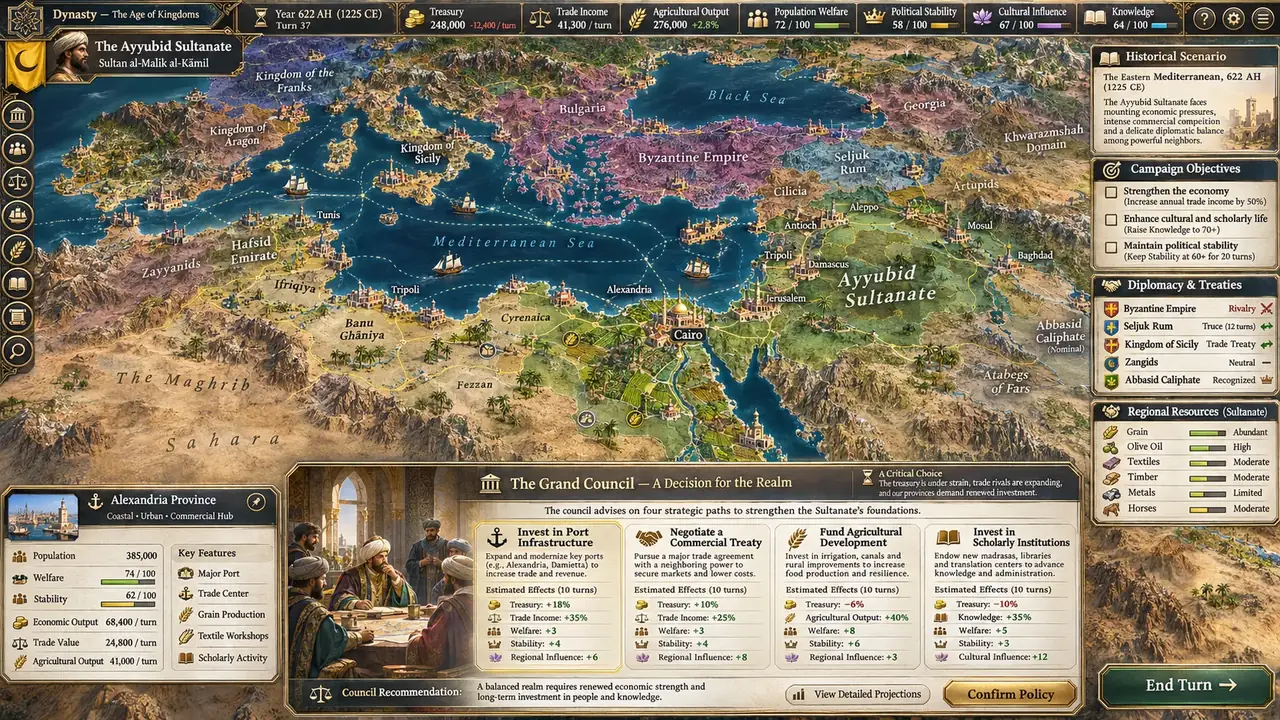 Dynasty — The Age of Kingdoms
Year 622 AH (1225 CE)
Turn 37
Treasury
248,000 -12,400 / turn
Trade Income
41,300 / turn
Agricultural Output
276,000 +2.8%
Population Welfare
72 / 100
Political Stability
58 / 100
Cultural Influence
67 / 100
Knowledge
64 / 100
?
The Ayyubid Sultanate
Sultan al-Malik al-Kāmil
Kingdom of the
Franks
Kingdom of
Aragon
Kingdom of
Sicily
Bulgaria
Black Sea
Georgia
Khwarazmshah
Domain
Byzantine Empire
Seljuk
Rum
Cilicia
Artupids
Aleppo
Antioch
Mosul
Tunis
Hafsid
Emirate
Zayyanids
Ifriqiya
Mediterranean Sea
Tripoli
Damascus
Baghdad
Ayyubid
Sultanate
Tripoli
Alexandria
Jerusalem
Banu
Ghāniya
Cyrenaica
Cairo
Abbasid
Caliphate
(Nominal)
The Maghrib
Fezzan
Atabegs
of Fars
Sahara
Historical Scenario
The Eastern Mediterranean, 622 AH
(1225 CE)
The Ayyubid Sultanate faces
mounting economic pressures,
intense commercial competition
and a delicate diplomatic balance
among powerful neighbors.
Campaign Objectives
Strengthen the economy
(Increase annual trade income by 50%)
Enhance cultural and scholarly life
(Raise Knowledge to 70+)
Maintain political stability
(Keep Stability at 60+ for 20 turns)
Diplomacy & Treaties
Byzantine Empire Rivalry
Seljuk Rum Truce (12 turns)
Kingdom of Sicily Trade Treaty
Zangids Neutral
Abbasid Caliphate Recognized
Regional Resources (Sultanate)
Grain Abundant
Olive Oil High
Textiles Moderate
Timber Moderate
Metals Limited
Horses Moderate
Alexandria Province
Coastal • Urban • Commercial Hub
Population 385,000
Welfare 74 / 100
Stability 62 / 100
Economic Output 68,400 / turn
Trade Value 24,800 / turn
Agricultural Output 41,000 / turn
Key Features
Major Port
Trade Center
Grain Production
Textile Workshops
Scholarly Activity
The Grand Council — A Decision for the Realm
A Critical Choice
The treasury is under strain, trade rivals are expanding,
and our provinces demand renewed investment.
The council advises on four strategic paths to strengthen the Sultanate's foundations.
Invest in Port
Infrastructure
Expand and modernize key ports
(e.g., Alexandria, Damietta) to
increase trade and revenue.
Estimated Effects (10 turns)
Treasury: +18%
Trade Income: +35%
Welfare: +3
Stability: +4
Regional Influence: +6
Negotiate a
Commercial Treaty
Pursue a major trade agreement
with a neighboring power to
secure markets and lower costs.
Estimated Effects (10 turns)
Treasury: +10%
Trade Income: +25%
Welfare: +3
Stability: +4
Regional Influence: +8
Fund Agricultural
Development
Invest in irrigation, canals and
rural improvements to increase
food production and resilience.
Estimated Effects (10 turns)
Treasury: -6%
Agricultural Output: +40%
Welfare: +8
Stability: +6
Regional Influence: +3
Invest in
Scholarly Institutions
Endow new madrasas, libraries
and translation centers to advance
knowledge and administration.
Estimated Effects (10 turns)
Treasury: -10%
Knowledge: +35%
Welfare: +5
Stability: +3
Cultural Influence: +12
Council Recommendation:
A balanced realm requires renewed economic strength and
long-term investment in people and knowledge.
View Detailed Projections
Confirm Policy
End Turn →